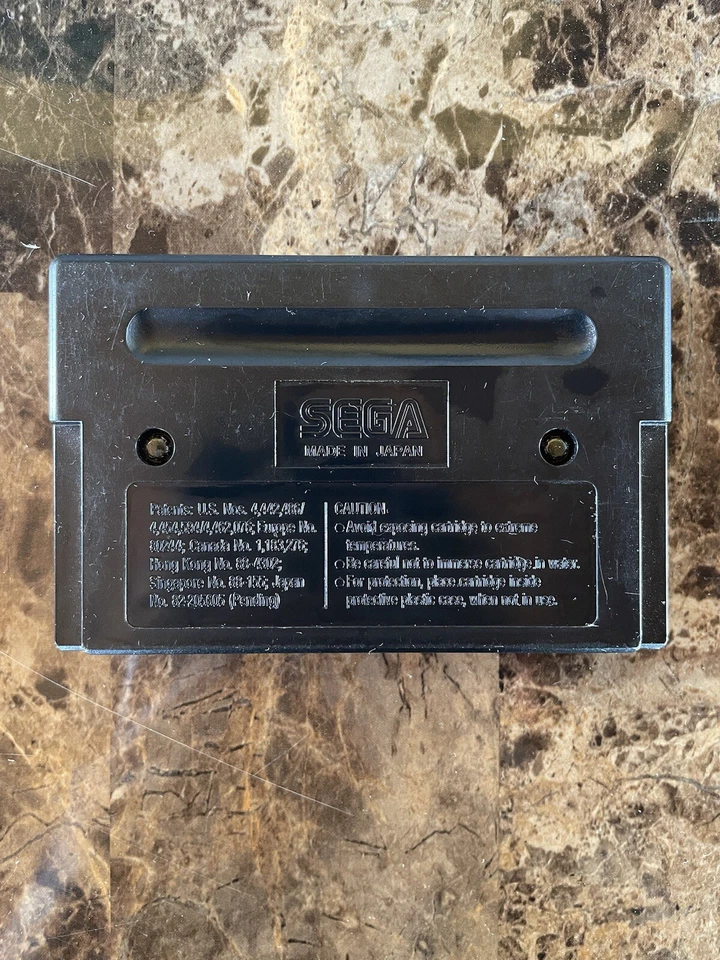 SEGA
MADE IN JAPAN
Patents: U.S. Nos. 4,442,486/
4,454,594/4,462,076; Europe No.
80244; Canada No. 1,183,276;
Hong Kong No. 88-4302;
Singapore No. 88-155; Japan
No. 82-205605 (Pending)
CAUTION:
Avoid exposing cartridge to extreme
temperatures.
Be careful not to immerse cartridge in water.
For protection, place cartridge inside
protective plastic case, when not in use.